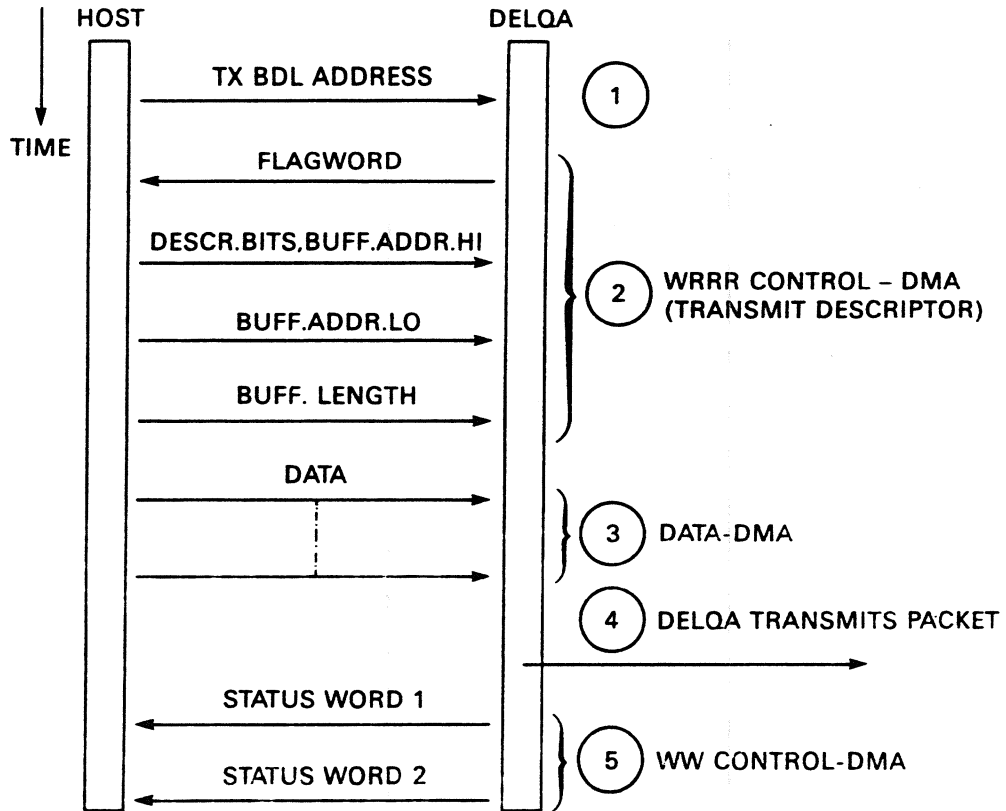 HOST
DELQA
TX BDL ADDRESS
1
TIME
FLAGWORD
DESCR.BITS,BUFF.ADDR.HI
2
WRRR CONTROL – DMA
(TRANSMIT DESCRIPTOR)
BUFF.ADDR.LO
BUFF. LENGTH
DATA
3
DATA-DMA
4
DELQA TRANSMITS PACKET
STATUS WORD 1
5
WW CONTROL-DMA
STATUS WORD 2